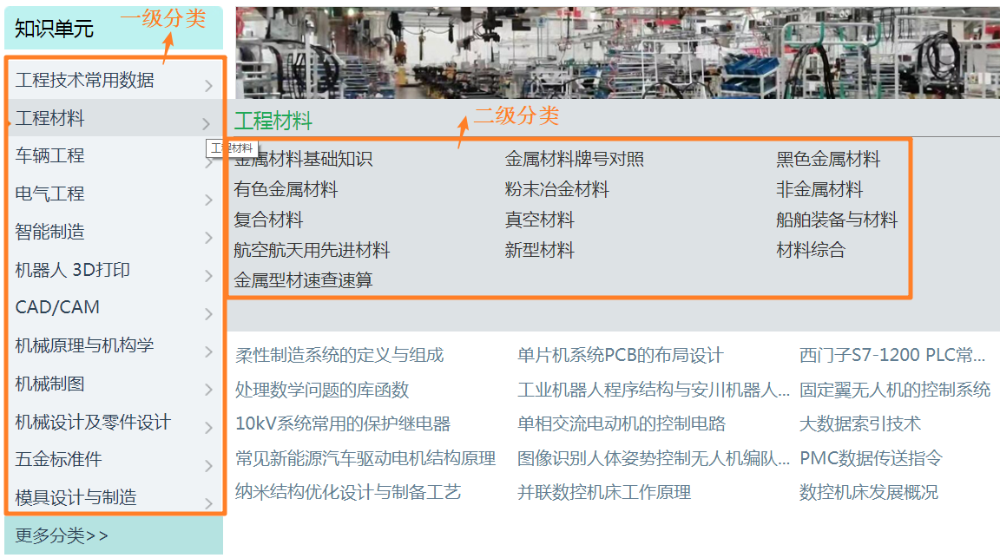 知识单元
一级分类
工程技术常用数据
工程材料
车辆工程
电气工程
智能制造
机器人 3D打印
CAD/CAM
机械原理与机构学
机械制图
机械设计及零件设计
五金标准件
模具设计与制造
更多分类>>
工程材料
二级分类
工程材料
金属材料基础知识 金属材料牌号对照 黑色金属材料
有色金属材料 粉末冶金材料 非金属材料
复合材料 真空材料 船舶装备与材料
航空航天用先进材料 新型材料 材料综合
金属型材速查速算
柔性制造系统的定义与组成 单片机系统PCB的布局设计 西门子S7-1200 PLC常...
处理数学问题的库函数 工业机器人程序结构与安川机器人... 固定翼无人机的控制系统
10kV系统常用的保护继电器 单相交流电动机的控制电路 大数据索引技术
常见新能源汽车驱动电机结构原理 图像识别人体姿势控制无人机编队... PMC数据传送指令
纳米结构优化设计与制备工艺 并联数控机床工作原理 数控机床发展概况